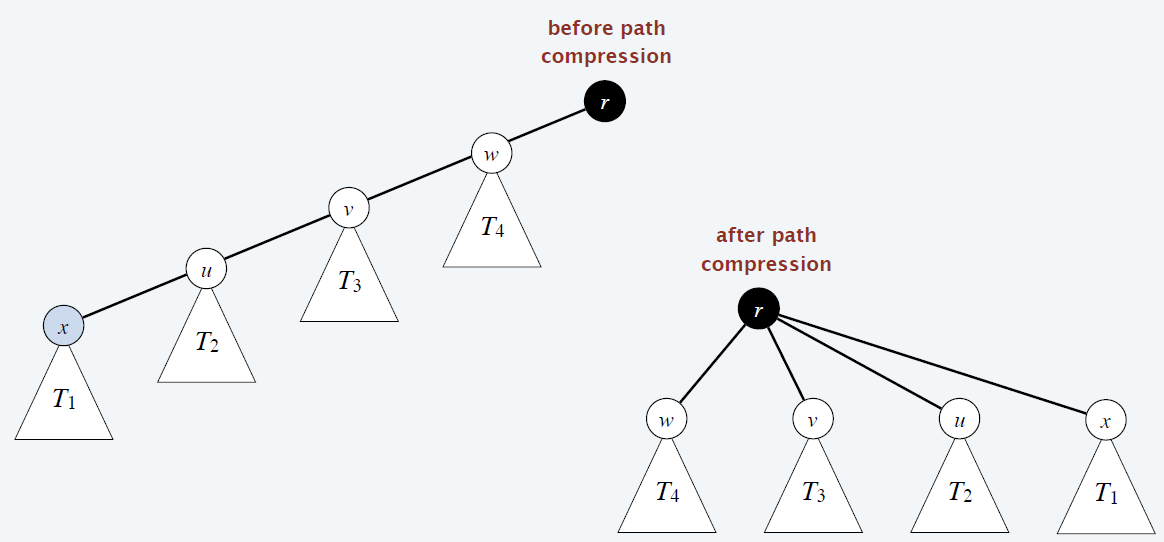 before path
compression
r
w
T4
v
T3
u
T2
x
T1
after path
compression
r
w
v
u
x
T4
T3
T2
T1